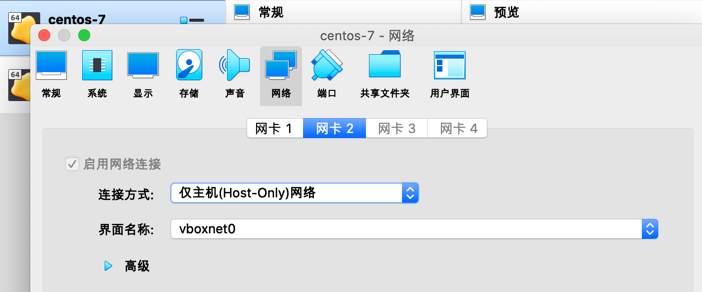 64 centos-7
常规
预览
centos-7 - 网络
64
常规 系统 显示 存储 声音 网络 端口 共享文件夹 用户界面
网卡 1 网卡 2 网卡 3 网卡 4
启用网络连接
连接方式: 仅主机(Host-Only)网络
界面名称: vboxnet0
高级